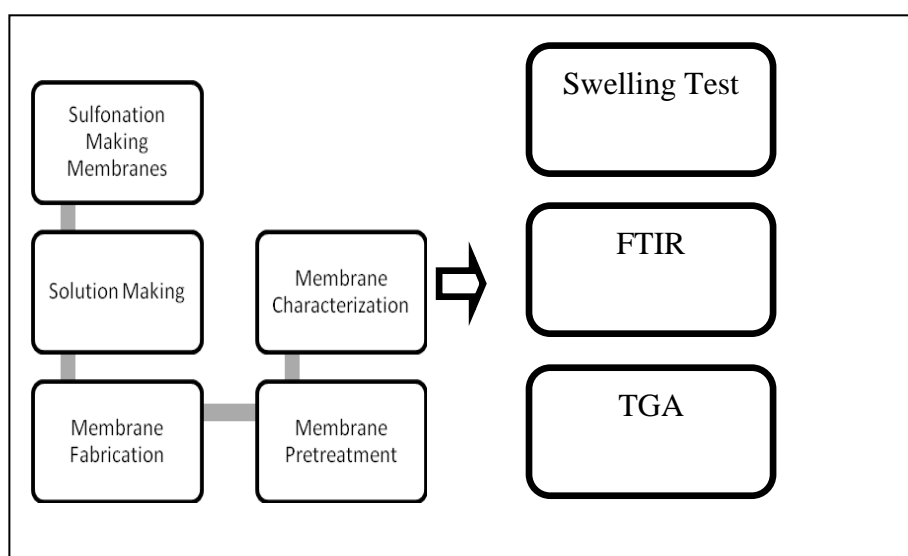 Sulfonation
Making
Membranes
Solution Making
Membrane
Fabrication
Membrane
Pretreatment
Membrane
Characterization
Swelling Test
FTIR
TGA